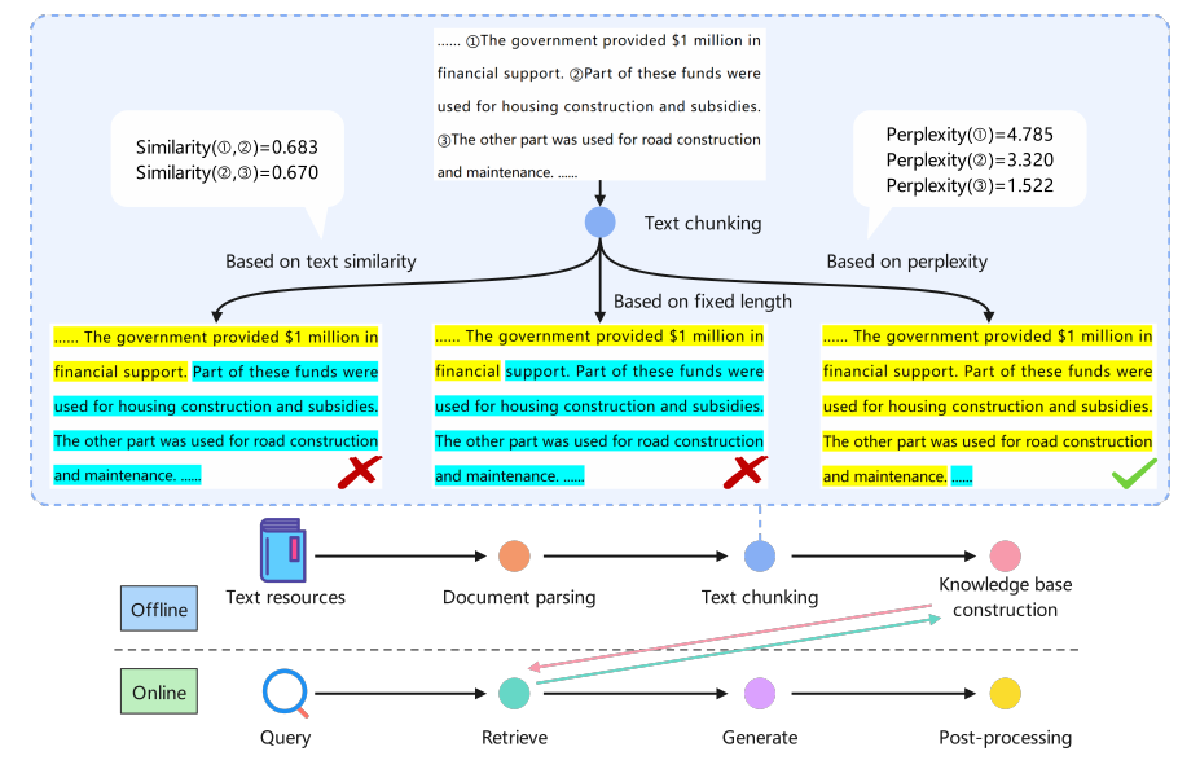 ...... ①The government provided $1 million in
financial support. ②Part of these funds were
used for housing construction and subsidies.
③The other part was used for road construction
and maintenance. ......
Similarity(①,②)=0.683
Similarity(②,③)=0.670
Perplexity(①)=4.785
Perplexity(②)=3.320
Perplexity(③)=1.522
Text chunking
Based on text similarity
Based on fixed length
Based on perplexity
...... The government provided $1 million in
financial support. Part of these funds were
used for housing construction and subsidies.
The other part was used for road construction
and maintenance. ......
...... The government provided $1 million in
financial support. Part of these funds were
used for housing construction and subsidies.
The other part was used for road construction
and maintenance. ......
...... The government provided $1 million in
financial support. Part of these funds were
used for housing construction and subsidies.
The other part was used for road construction
and maintenance. ......
Offline
Text resources
Document parsing
Text chunking
Knowledge base
construction
Online
Query
Retrieve
Generate
Post-processing